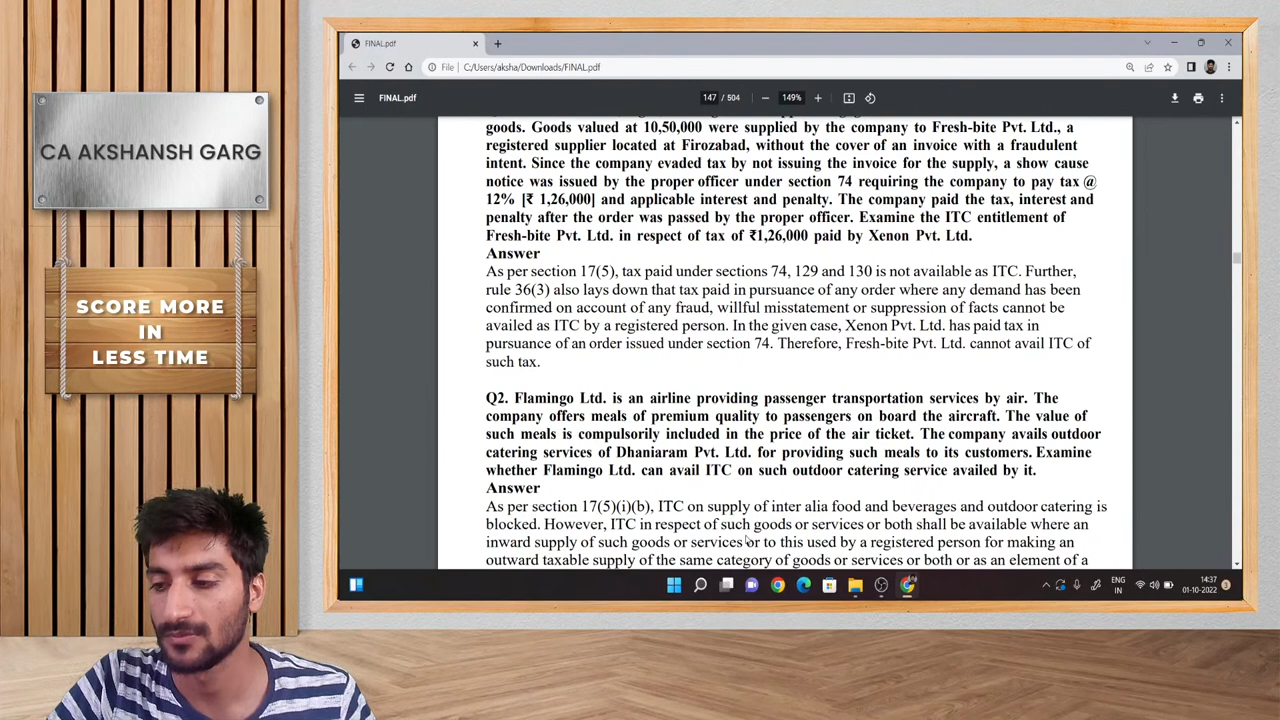 CA AKSHANSH GARG
SCORE MORE
IN
LESS TIME
FINAL.pdf
File
C:/Users/aksha/Downloads/FINAL.pdf
FINAL.pdf
147 / 504
149%
goods. Goods valued at 10,50,000 were supplied by the company to Fresh-bite Pvt. Ltd., a
registered supplier located at Firozabad, without the cover of an invoice with a fraudulent
intent. Since the company evaded tax by not issuing the invoice for the supply, a show cause
notice was issued by the proper officer under section 74 requiring the company to pay tax @
12% [₹ 1,26,000] and applicable interest and penalty. The company paid the tax, interest and
penalty after the order was passed by the proper officer. Examine the ITC entitlement of
Fresh-bite Pvt. Ltd. in respect of tax of ₹1,26,000 paid by Xenon Pvt. Ltd.
Answer
As per section 17(5), tax paid under sections 74, 129 and 130 is not available as ITC. Further,
rule 36(3) also lays down that tax paid in pursuance of any order where any demand has been
confirmed on account of any fraud, willful misstatement or suppression of facts cannot be
availed as ITC by a registered person. In the given case, Xenon Pvt. Ltd. has paid tax in
pursuance of an order issued under section 74. Therefore, Fresh-bite Pvt. Ltd. cannot avail ITC of
such tax.
Q2. Flamingo Ltd. is an airline providing passenger transportation services by air. The
company offers meals of premium quality to passengers on board the aircraft. The value of
such meals is compulsorily included in the price of the air ticket. The company avails outdoor
catering services of Dhaniaram Pvt. Ltd. for providing such meals to its customers. Examine
whether Flamingo Ltd. can avail ITC on such outdoor catering service availed by it.
Answer
As per section 17(5)(i)(b), ITC on supply of inter alia food and beverages and outdoor catering is
blocked. However, ITC in respect of such goods or services or both shall be available where an
inward supply of such goods or services or to this used by a registered person for making an
outward taxable supply of the same category of goods or services or both or as an element of a
ENG
IN
14:37
01-10-2022